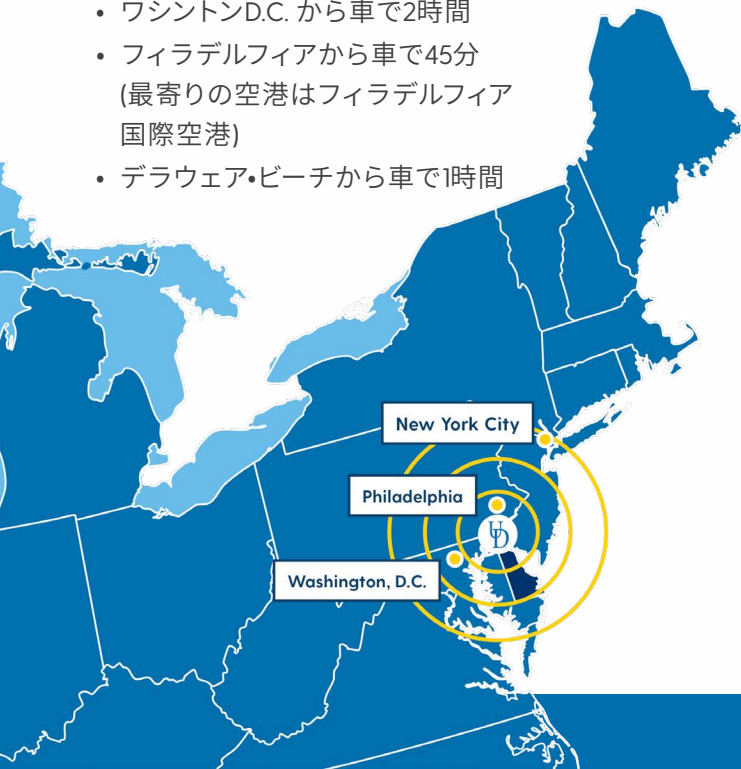 • ワシントンD.C. から車で2時間
• フィラデルフィアから車で45分
(最寄りの空港はフィラデルフィア
国際空港)
• デラウェア•ビーチから車で1時間
New York City
Philadelphia
UD
Washington, D.C.